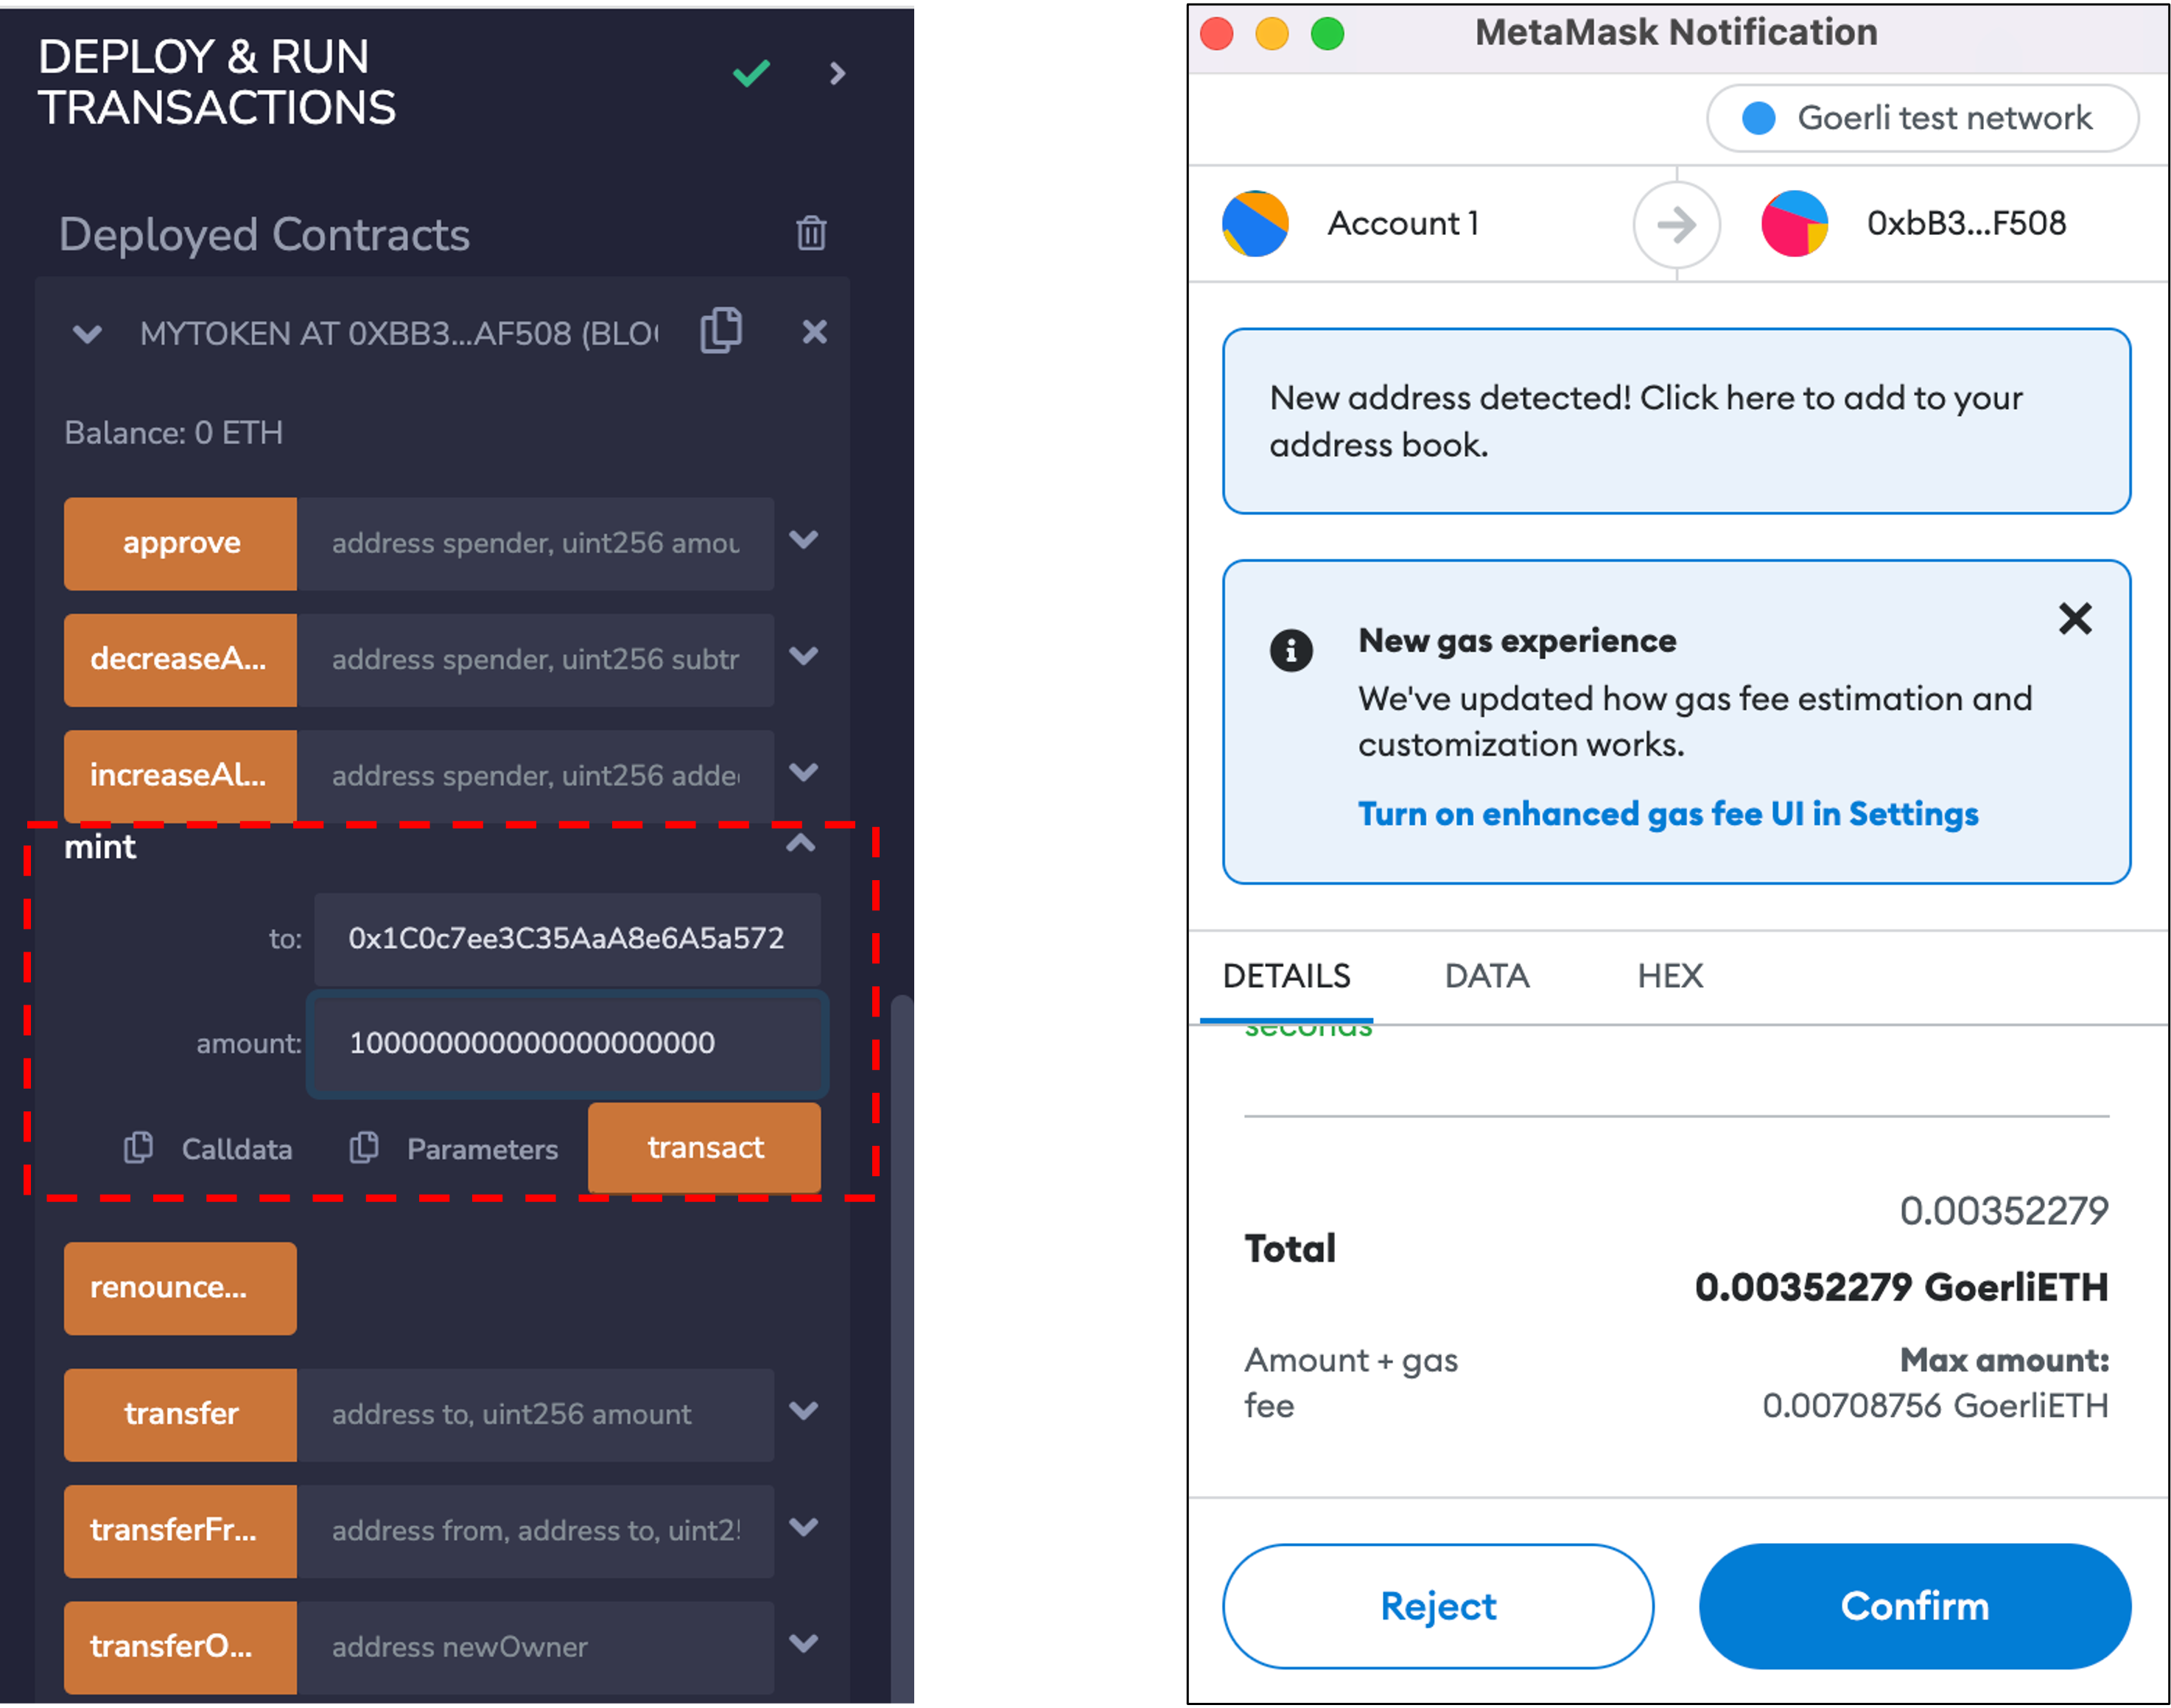 DEPLOY & RUN
TRANSACTIONS
Deployed Contracts
MYTOKEN AT 0XBB3...AF508 (BLO
Balance: 0 ETH
approve address spender, uint256 amou
decreaseA... address spender, uint256 subtr
increaseAl... address spender, uint256 adde
mint
to: 0x1C0c7ee3C35AaA8e6A5a572
amount: 1000000000000000000000
Calldata Parameters transact
renounce...
transfer address to, uint256 amount
transferFr... address from, address to, uint2
transferO... address newOwner
MetaMask Notification
Goerli test network
Account 1 0xbB3...F508
New address detected! Click here to add to your
address book.
New gas experience
We've updated how gas fee estimation and
customization works.
Turn on enhanced gas fee UI in Settings
DETAILS DATA HEX
seconds
0.00352279
Total
0.00352279 GoerliETH
Amount + gas
fee
Max amount:
0.00708756 GoerliETH
Reject Confirm